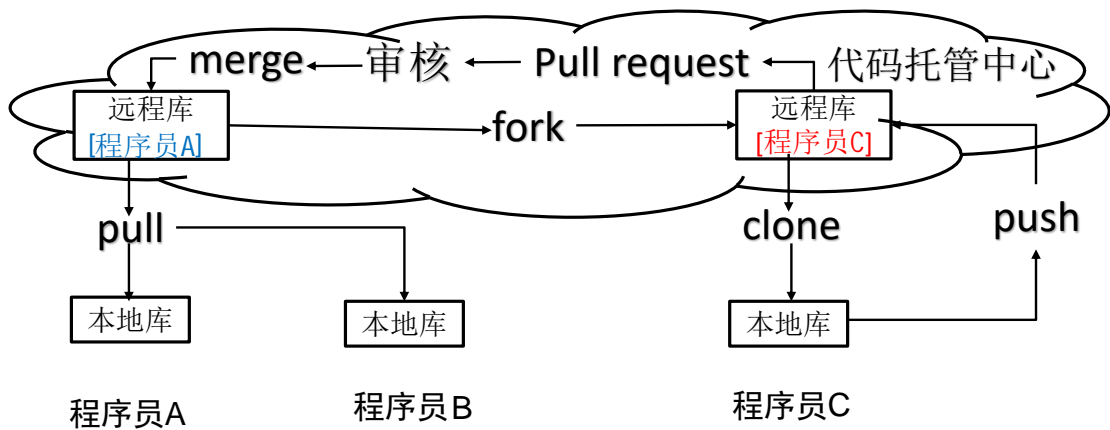 merge
审核
Pull request
代码托管中心
远程库
[程序员A]
fork
远程库
[程序员C]
pull
clone
push
本地库
本地库
本地库
程序员A
程序员B
程序员C